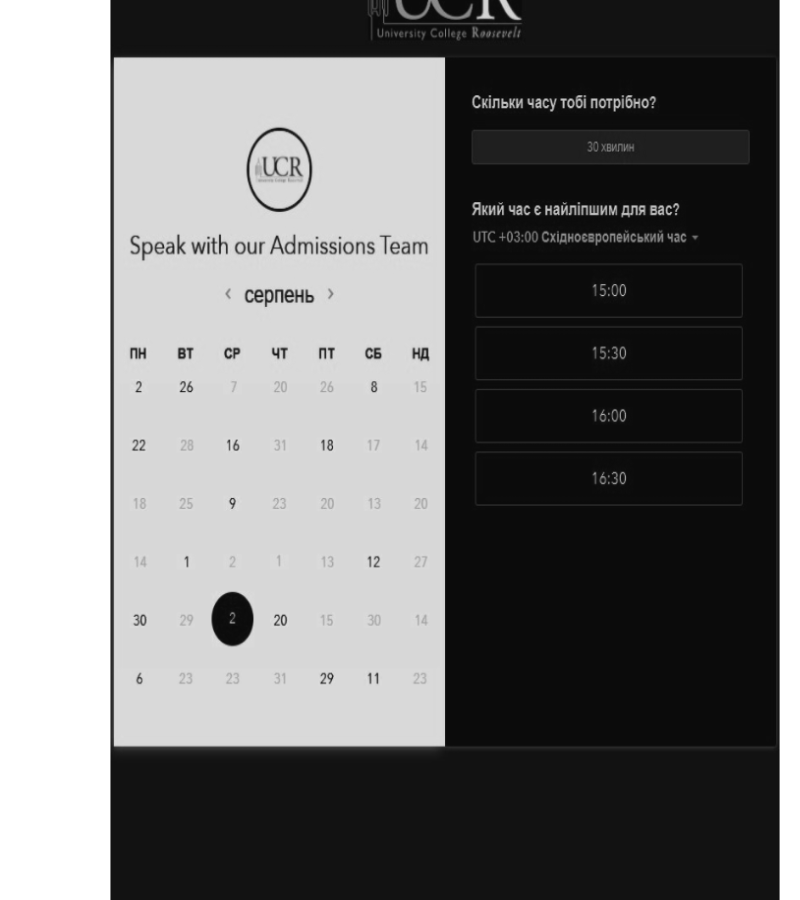 UCR
University College Roosevelt
UCR
Speak with our Admissions Team
‹ серпень ›
ПН ВТ СР ЧТ ПТ СБ НД
2 26 7 20 26 8 15
22 28 16 31 18 17 14
18 25 9 23 20 13 20
14 1 2 1 13 12 27
30 29 2 20 15 30 14
6 23 23 31 29 11 23
Скільки часу тобі потрібно?
30 хвилин
Який час є найліпшим для вас?
UTC +03:00 Східноєвропейський час
15:00
15:30
16:00
16:30